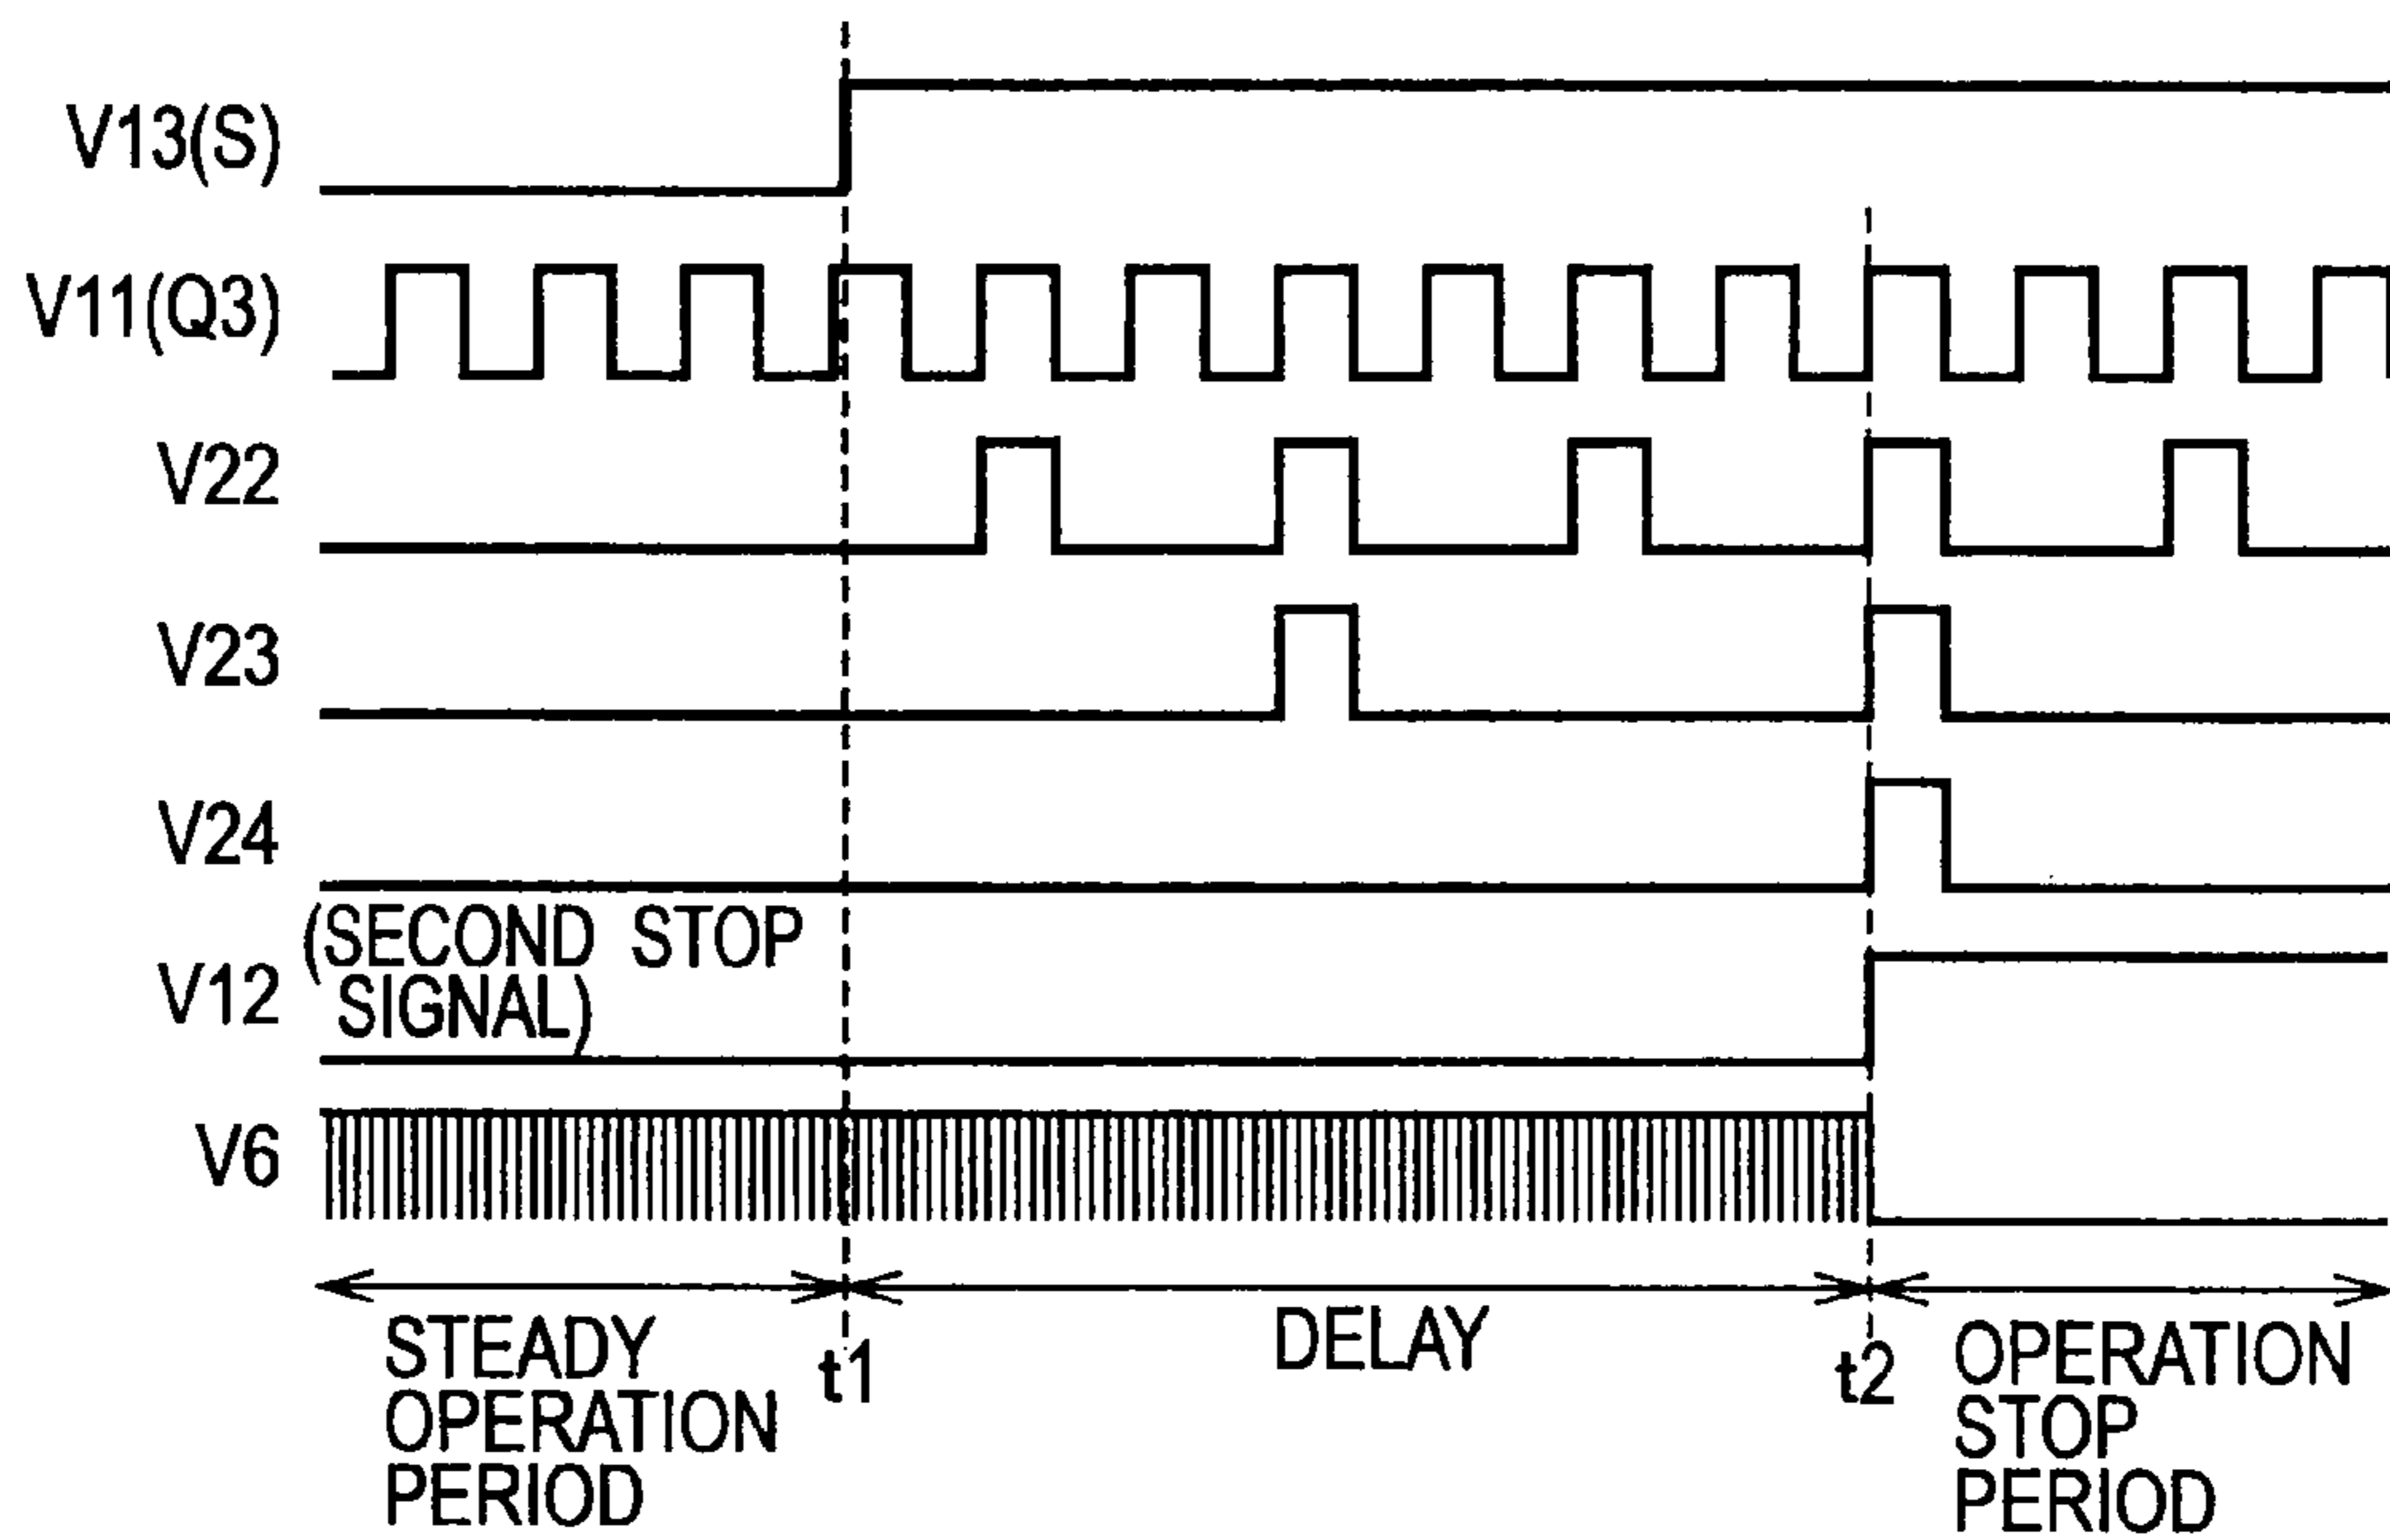 V13(S)
V11(Q3)
V22
V23
V24
V12 (SECOND STOP
SIGNAL)
V6
STEADY
OPERATION
PERIOD
t1
DELAY
t2
OPERATION
STOP
PERIOD